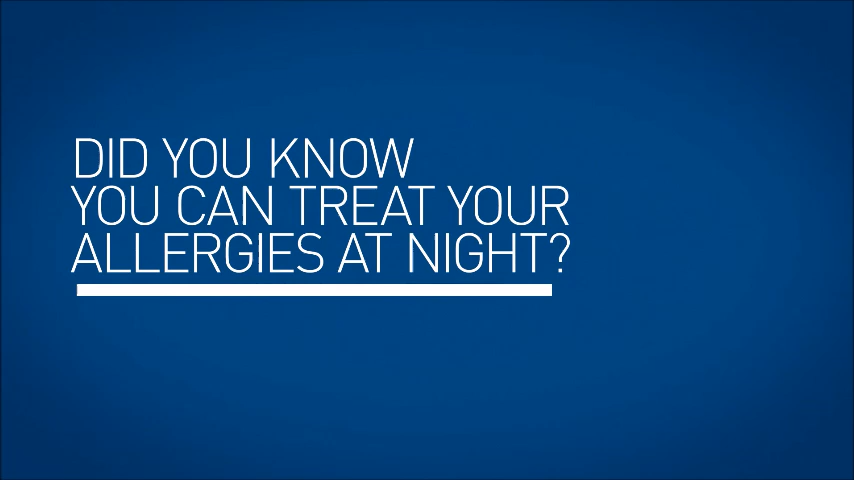 DID YOU KNOW
YOU CAN TREAT YOUR
ALLERGIES AT NIGHT?